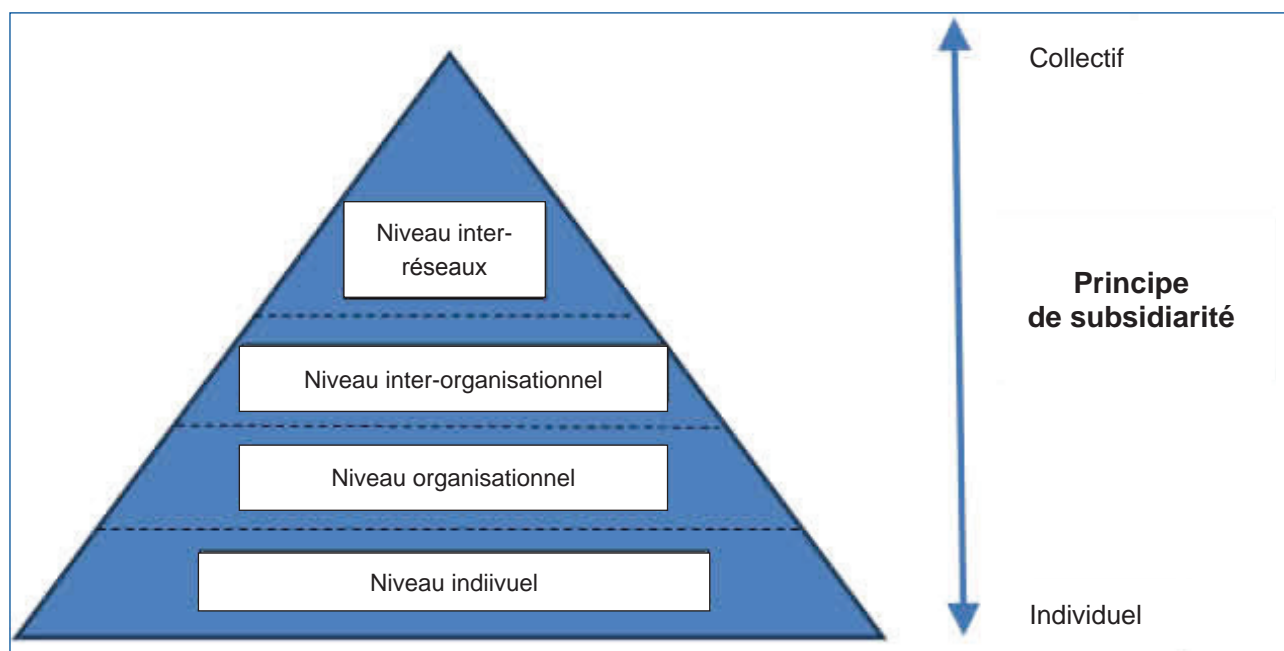 Collectif
Niveau inter-
réseaux
Principe
de subsidiarité
Niveau inter-organisationnel
Niveau organisationnel
Niveau indiivuel
Individuel